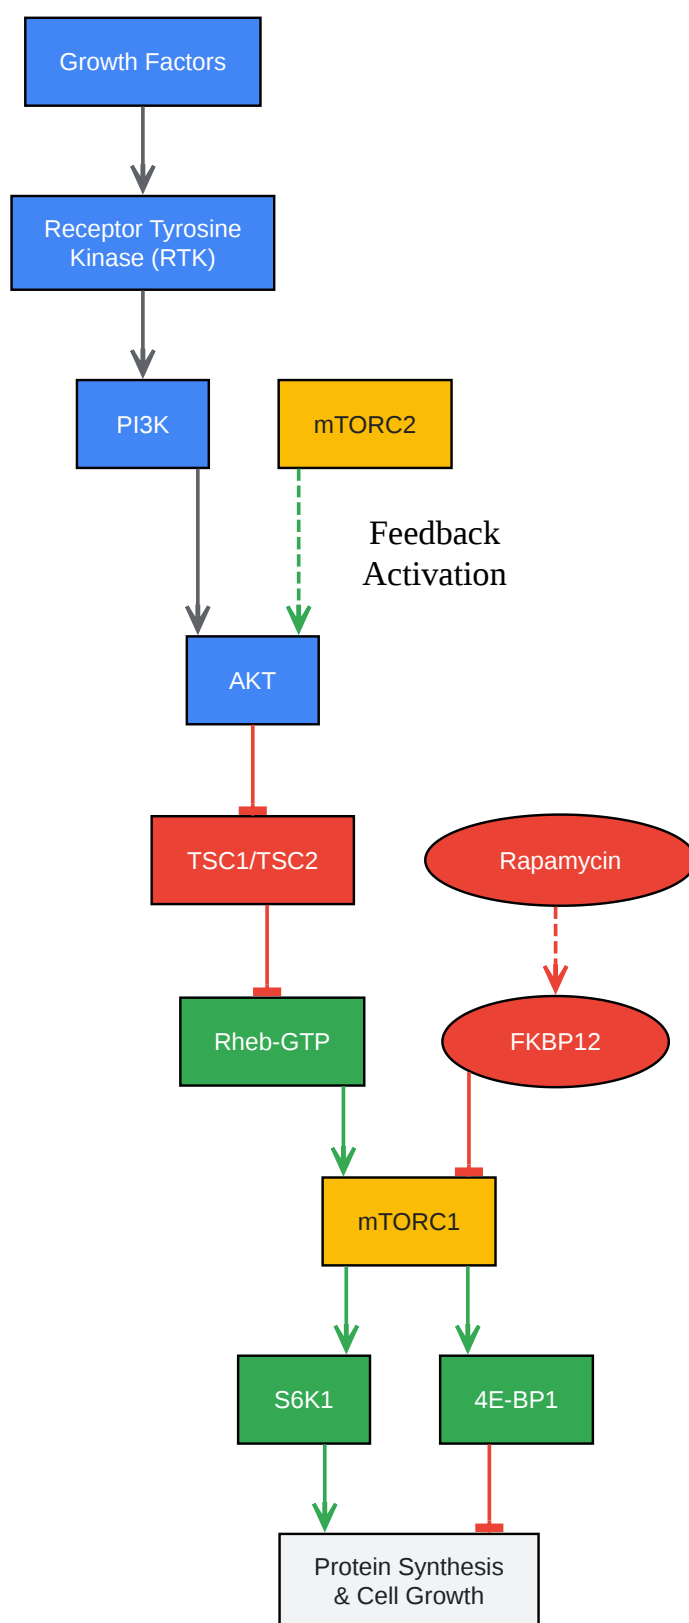 Growth Factors
Receptor Tyrosine
Kinase (RTK)
PI3K
mTORC2
Feedback
Activation
AKT
TSC1/TSC2
Rapamycin
Rheb-GTP
FKBP12
mTORC1
S6K1
4E-BP1
Protein Synthesis
& Cell Growth